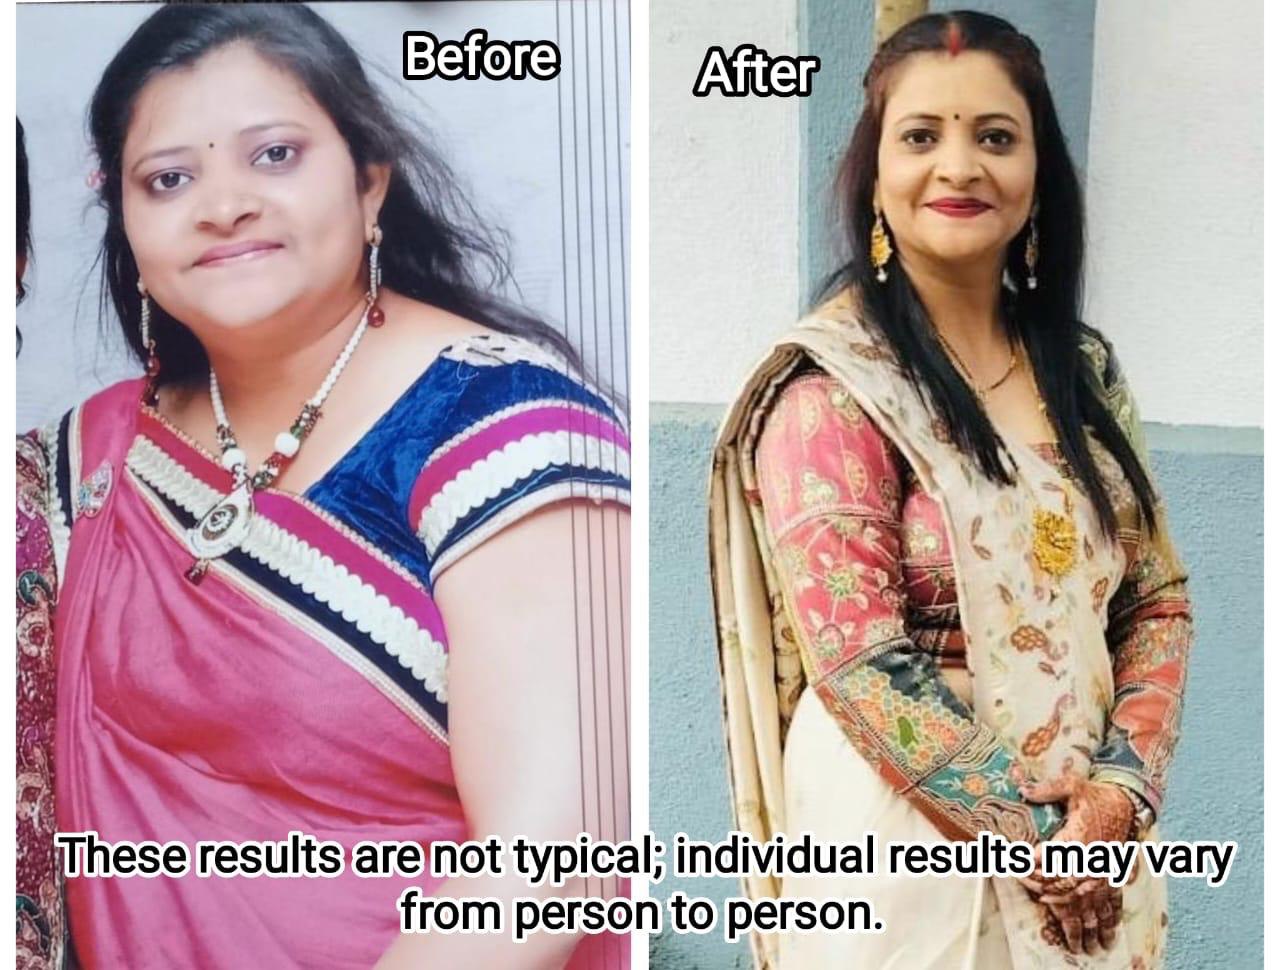 Before
After
These results are not typical; individual results may vary
from person to person.